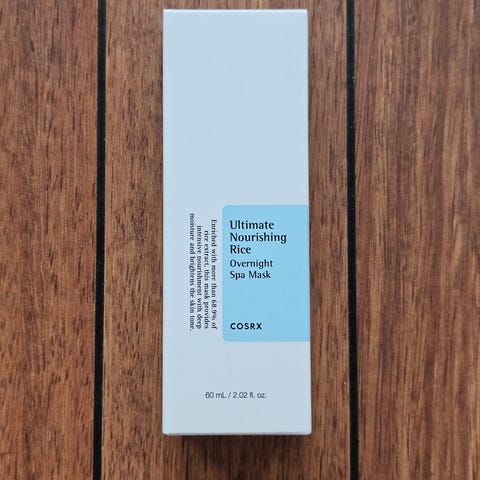 Ultimate
Nourishing
Rice
Overnight
Spa Mask
COSRX
Enriched with more than 68.9% of
rice extract, this mask provides
intensive nourishment with deep
moisture and brightens the skin tone.
60 mL / 2.02 fl. oz.